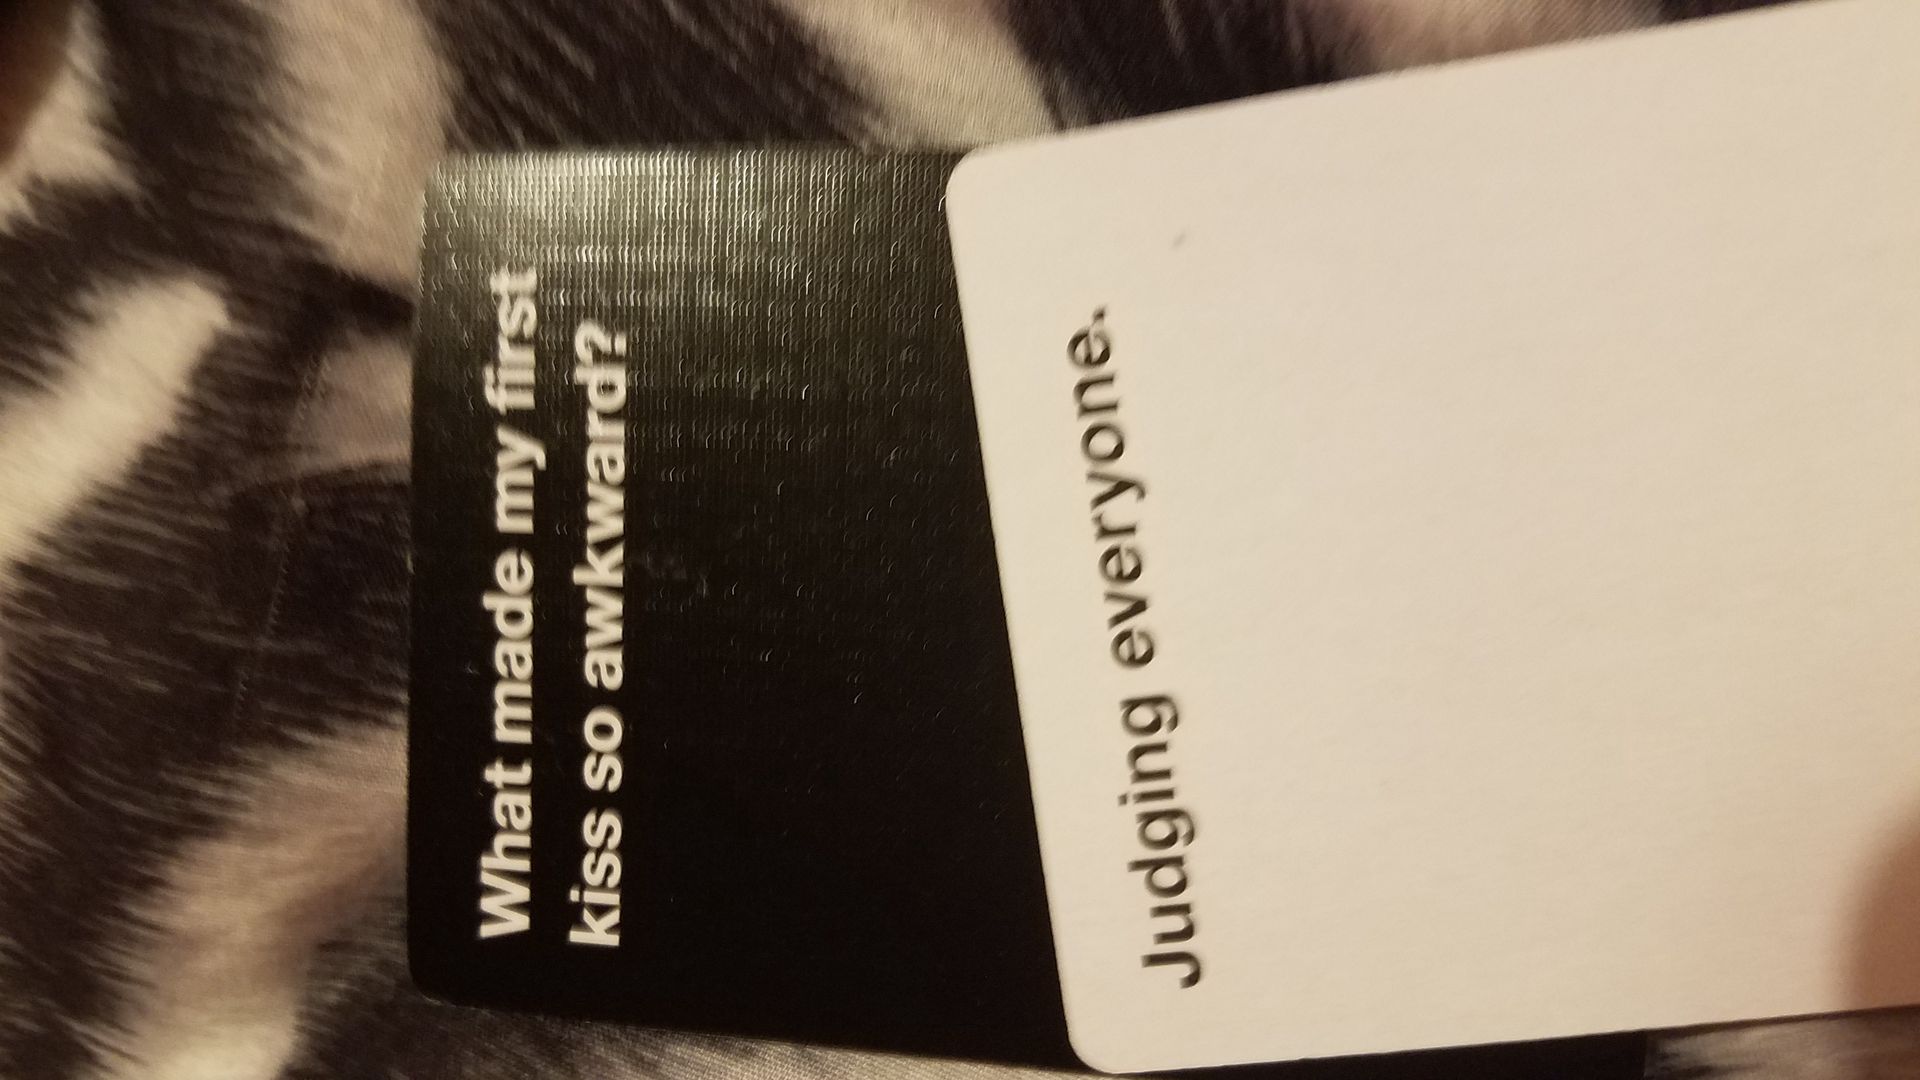 What made my first
kiss so awkward?
Judging everyone.